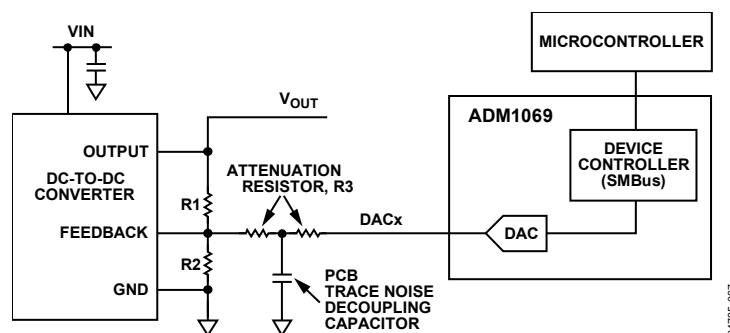 VIN
MICROCONTROLLER
VOUT
ADM1069
DC-TO-DC
CONVERTER
OUTPUT
FEEDBACK
GND
R1
R2
ATTENUATION
RESISTOR, R3
DACx
PCB
TRACE NOISE
DECOUPLING
CAPACITOR
DEVICE
CONTROLLER
(SMBus)
DAC